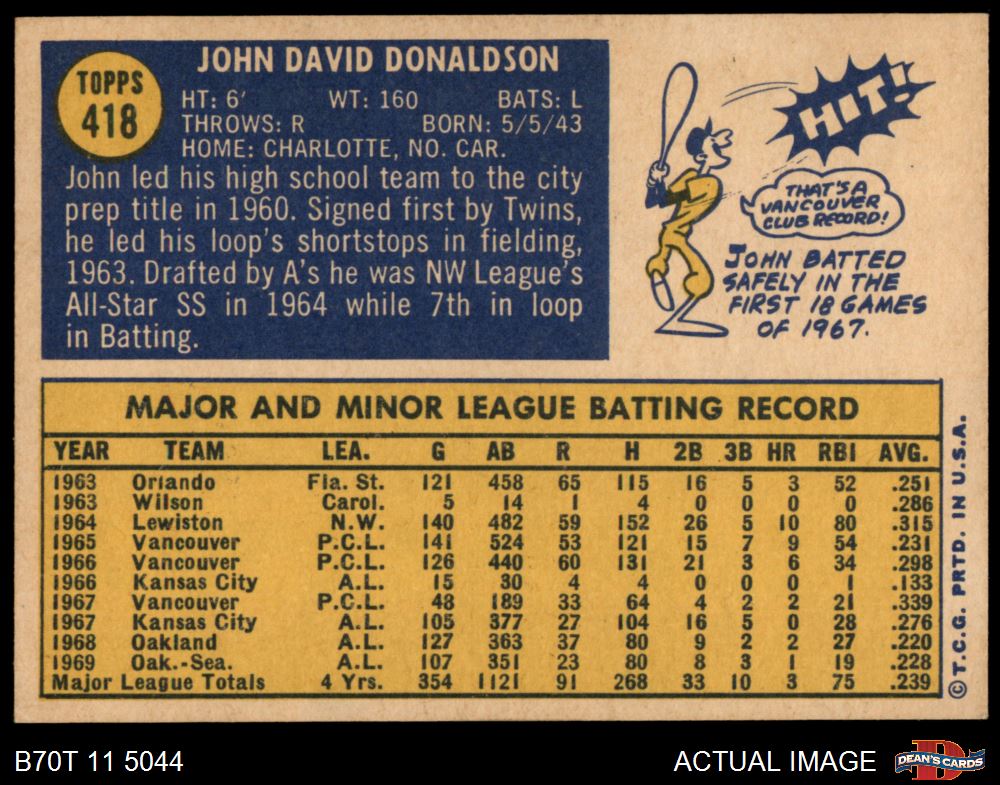 TOPPS
418
JOHN DAVID DONALDSON
HT: 6' WT: 160 BATS: L
THROWS: R BORN: 5/5/43
HOME: CHARLOTTE, NO. CAR.
John led his high school team to the city
prep title in 1960. Signed first by Twins,
he led his loop's shortstops in fielding,
1963. Drafted by A's he was NW League's
All-Star SS in 1964 while 7th in loop
in Batting.
HIT!
THAT'S A
VANCOUVER
CLUB RECORD!
JOHN BATTED
SAFELY IN THE
FIRST 18 GAMES
OF 1967.
MAJOR AND MINOR LEAGUE BATTING RECORD
YEAR TEAM LEA. G AB R H 2B 3B HR RBI AVG.
1963 Orlando Fla. St. 121 458 65 115 16 5 3 52 .251
1963 Wilson Carol. 5 14 1 4 0 0 0 0 .286
1964 Lewiston N.W. 140 482 59 152 26 5 10 80 .315
1965 Vancouver P.C.L. 141 524 53 121 15 7 9 54 .231
1966 Vancouver P.C.L. 126 440 60 131 21 3 6 34 .298
1966 Kansas City A.L. 15 30 4 4 0 0 0 1 .133
1967 Vancouver P.C.L. 48 189 33 64 4 2 2 21 .339
1967 Kansas City A.L. 105 377 27 104 16 5 0 28 .276
1968 Oakland A.L. 127 363 37 80 9 2 2 27 .220
1969 Oak.-Sea. A.L. 107 351 23 80 8 3 1 19 .228
Major League Totals 4 Yrs. 354 1121 91 268 33 10 3 75 .239
© T.C.G. PRTD. IN U.S.A.
B70T 11 5044
ACTUAL IMAGE
D
DEAN'S CARDS